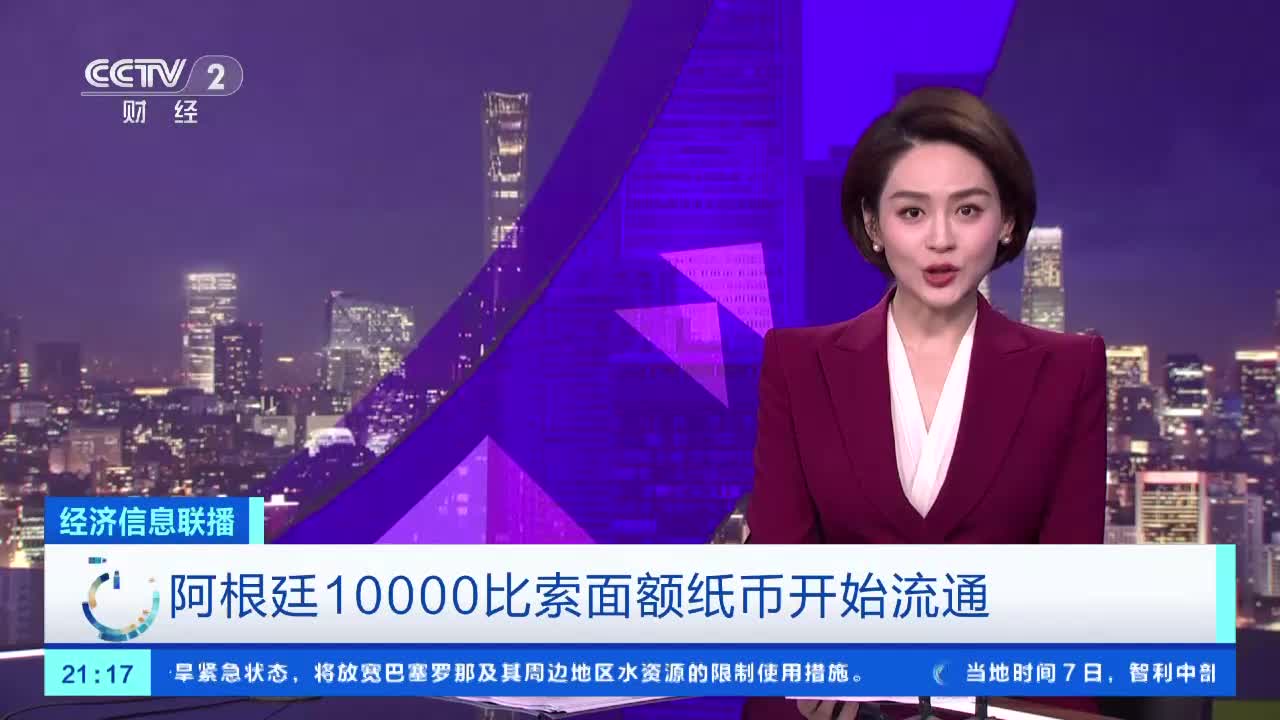 CCTV 2
财 经
经济信息联播
阿根廷10000比索面额纸币开始流通
21:17
旱紧急状态，将放宽巴塞罗那及其周边地区水资源的限制使用措施。 当地时间7日，智利中部